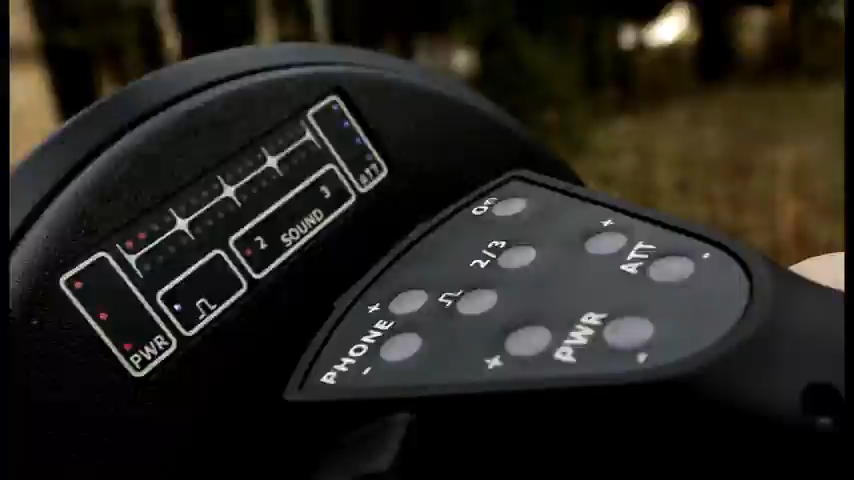 ATT
2 SOUND 3
PWR
On
2/3
+ ATT -
+ PHONE -
+ PWR -